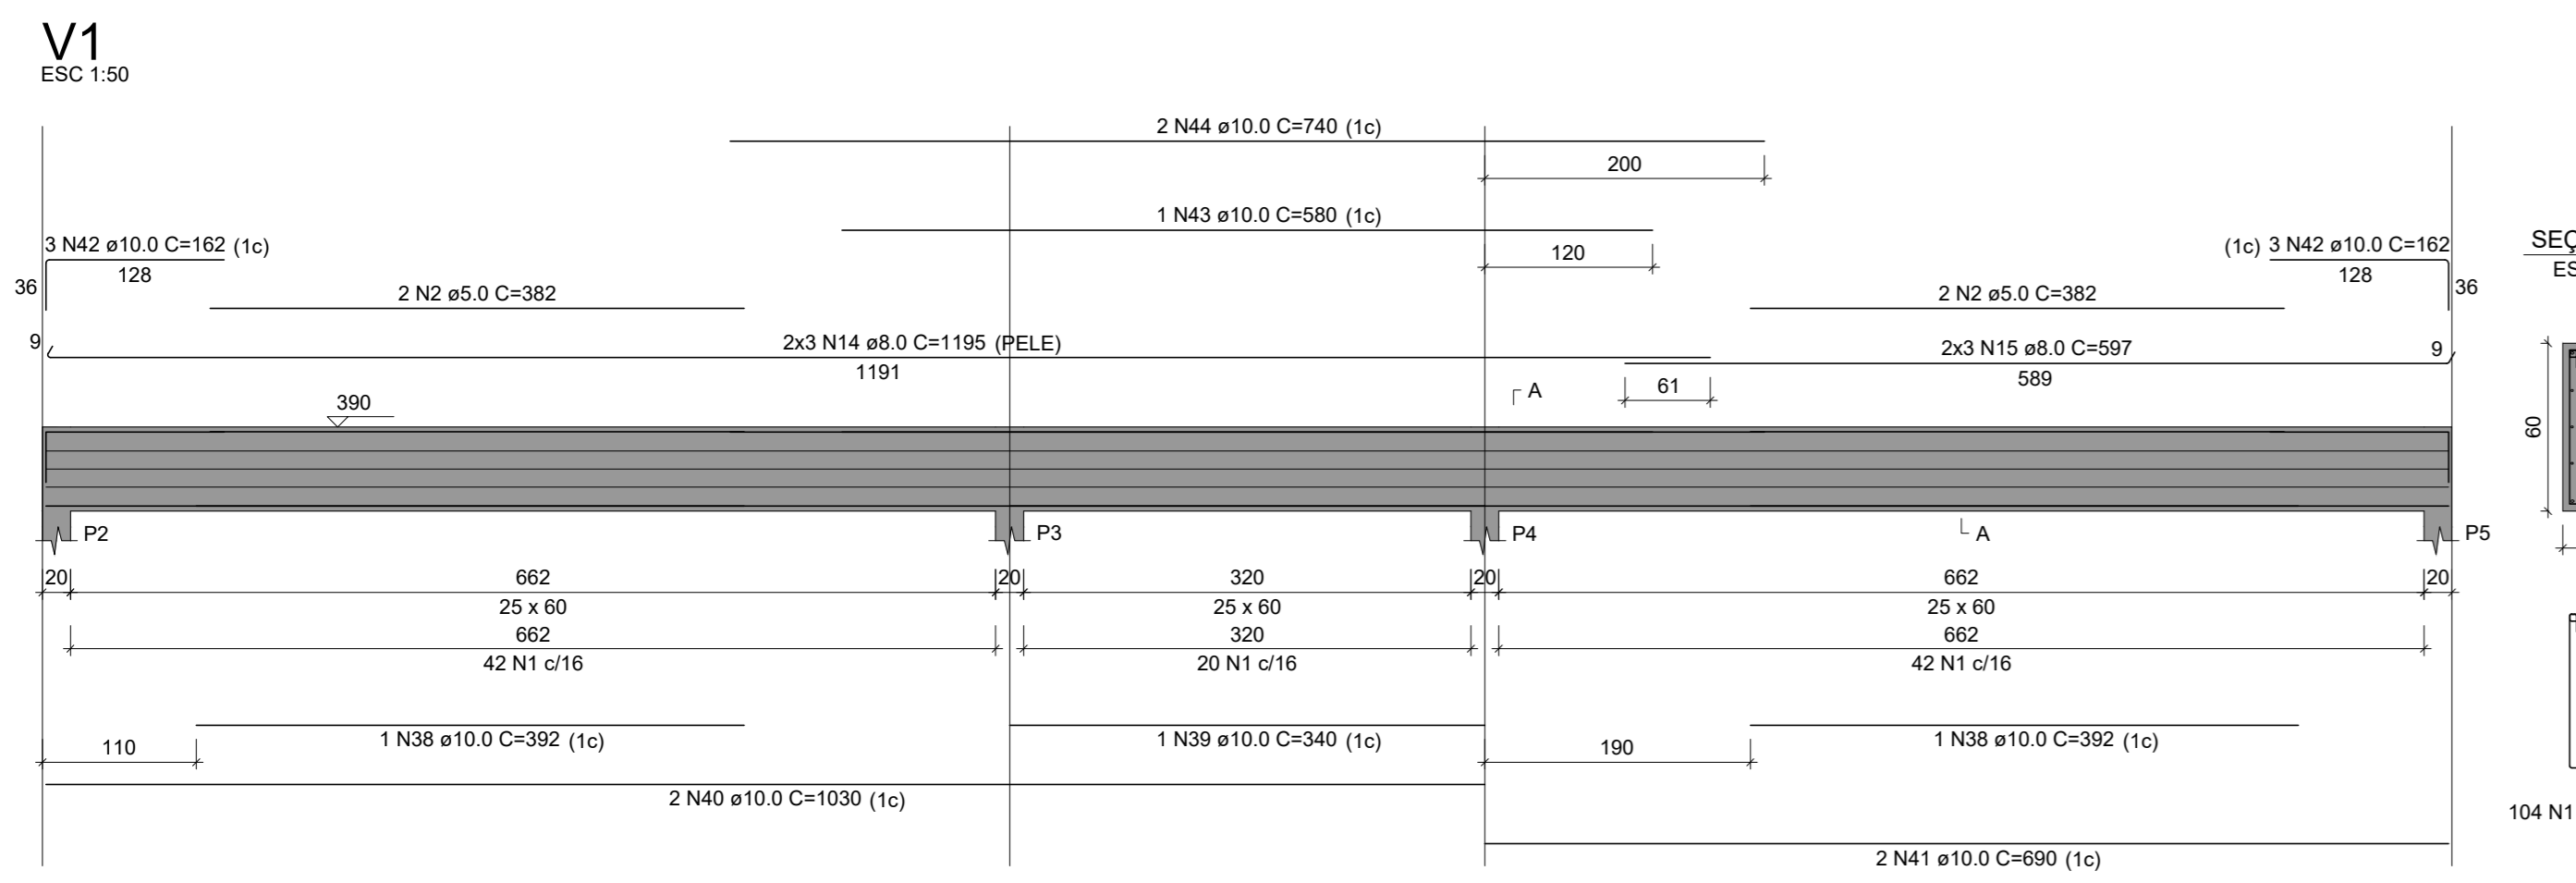 V1
ESC 1:50
2 N44 ø10.0 C=740 (1c)
200
1 N43 ø10.0 C=580 (1c)
120
3 N42 ø10.0 C=162 (1c)
128
36
(1c) 3 N42 ø10.0 C=162
128
36
SEÇ
ES
2 N2 ø5.0 C=382
2 N2 ø5.0 C=382
9
2x3 N14 ø8.0 C=1195 (PELE)
1191
2x3 N15 ø8.0 C=597
589
9
61
A
390
60
P2
P3
P4
A
P5
20
662
20
320
20
662
20
25 x 60
25 x 60
25 x 60
662
320
662
42 N1 c/16
20 N1 c/16
42 N1 c/16
110
1 N38 ø10.0 C=392 (1c)
1 N39 ø10.0 C=340 (1c)
190
1 N38 ø10.0 C=392 (1c)
2 N40 ø10.0 C=1030 (1c)
104 N1
2 N41 ø10.0 C=690 (1c)